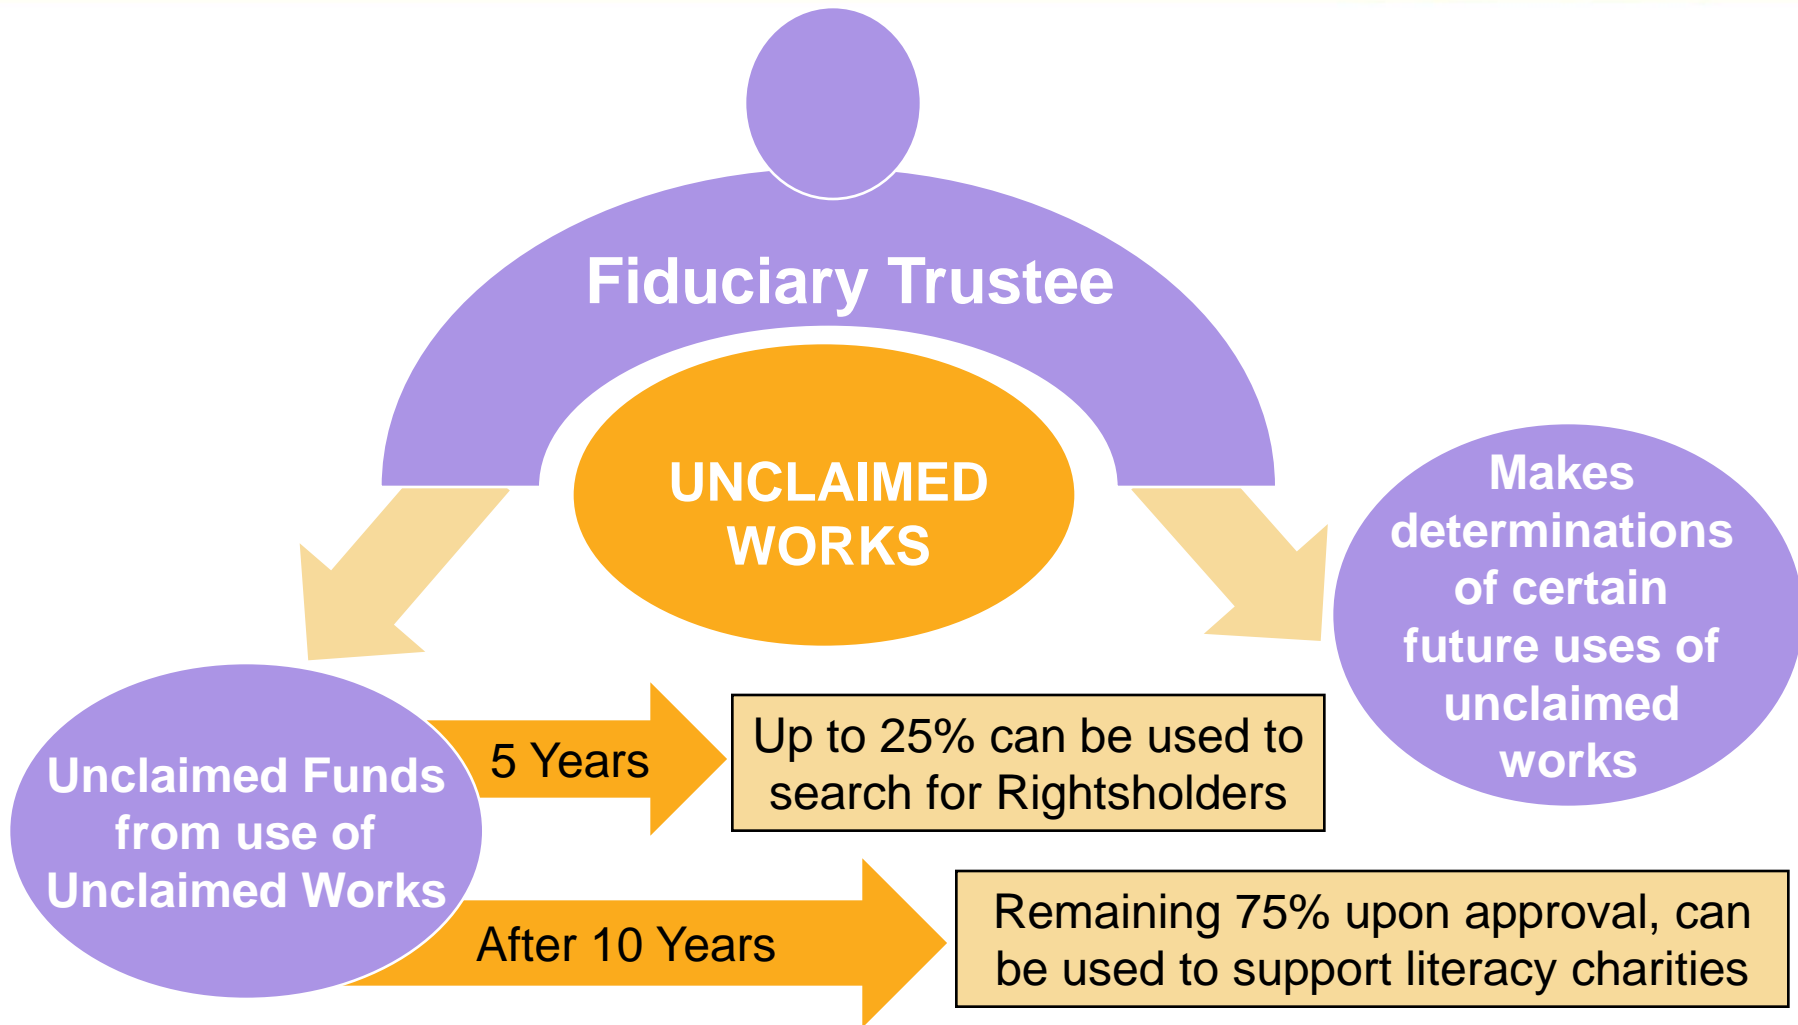 Fiduciary Trustee
UNCLAIMED
WORKS
Makes
determinations
of certain
future uses of
unclaimed
works
Unclaimed Funds
from use of
Unclaimed Works
5 Years
Up to 25% can be used to
search for Rightsholders
After 10 Years
Remaining 75% upon approval, can
be used to support literacy charities